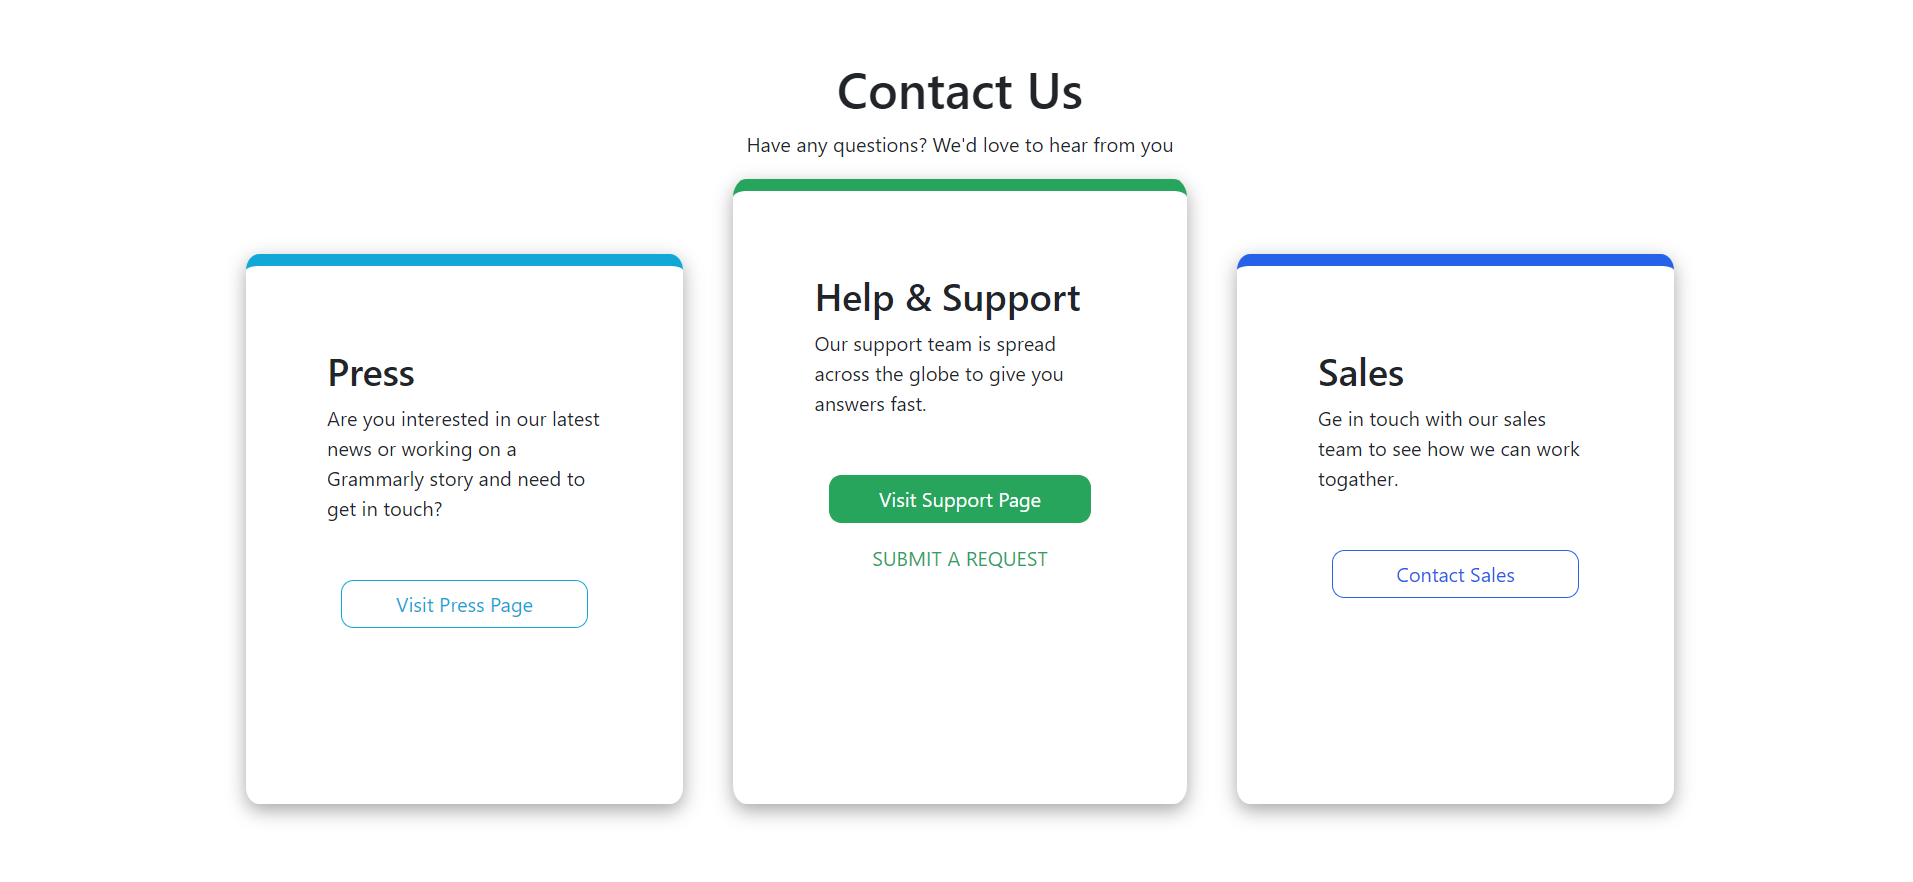 Contact Us
Have any questions? We'd love to hear from you
Press
Are you interested in our latest
news or working on a
Grammarly story and need to
get in touch?
Visit Press Page
Help & Support
Our support team is spread
across the globe to give you
answers fast.
Visit Support Page
SUBMIT A REQUEST
Sales
Ge in touch with our sales
team to see how we can work
togather.
Contact Sales